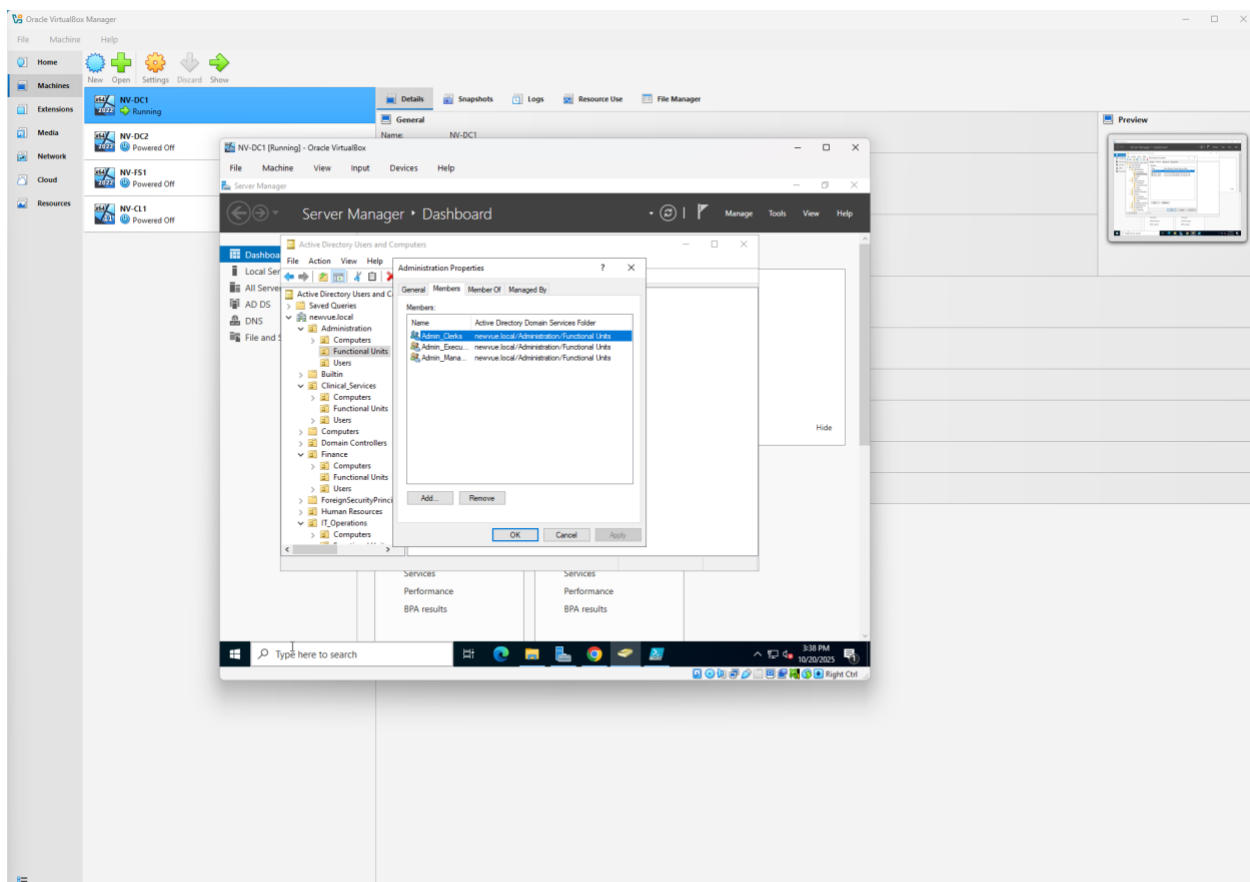 Oracle VirtualBox Manager
File Machine Help
Home
Machines
Extensions
Media
Network
Cloud
Resources
New Open Settings Discard Show
NV-DC1
Running
NV-DC2
Powered Off
NV-FS1
Powered Off
NV-CL1
Powered Off
Details Snapshots Logs Resource Use File Manager
General
Name: NV-DC1
Preview
NV-DC1 [Running] - Oracle VirtualBox
File Machine View Input Devices Help
Server Manager
Server Manager • Dashboard
Manage Tools View Help
Dashboa
Local Ser
All Serve
AD DS
DNS
File and S
Active Directory Users and Computers
File Action View Help
Active Directory Users and C
Saved Queries
newvue.local
Administration
Computers
Functional Units
Users
Builtin
Clinical_Services
Computers
Functional Units
Users
Computers
Domain Controllers
Finance
Computers
Functional Units
Users
ForeignSecurityPrinci
Human Resources
IT_Operations
Computers
Administration Properties
General Members Member Of Managed By
Members:
Name Active Directory Domain Services Folder
Admin_Clerks newvue.local/Administration/Functional Units
Admin_Execu... newvue.local/Administration/Functional Units
Admin_Mana... newvue.local/Administration/Functional Units
Add... Remove
OK Cancel Apply
Hide
Services Services
Performance Performance
BPA results BPA results
Type here to search
3:38 PM
10/20/2025
Right Ctrl